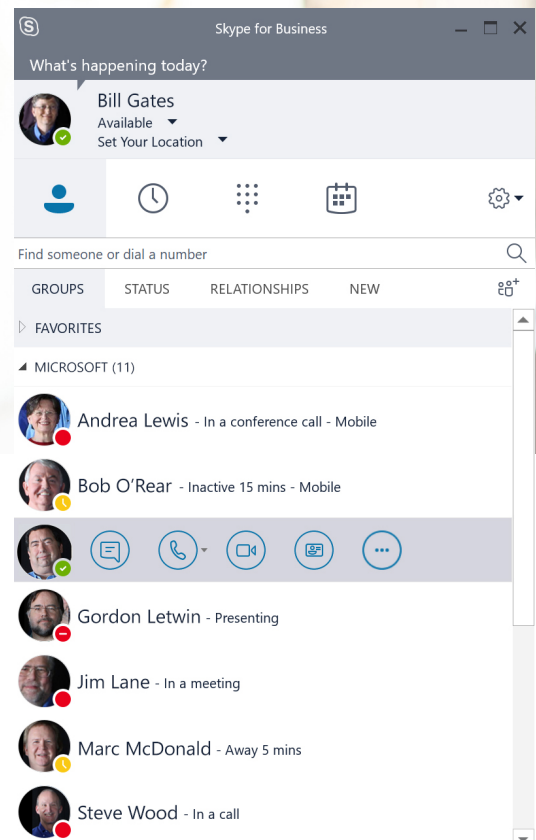 Skype for Business
What's happening today?
Bill Gates
Available
Set Your Location
Find someone or dial a number
GROUPS STATUS RELATIONSHIPS NEW
FAVORITES
MICROSOFT (11)
Andrea Lewis - In a conference call - Mobile
Bob O’Rear - Inactive 15 mins - Mobile
Gordon Letwin - Presenting
Jim Lane - In a meeting
Marc McDonald - Away 5 mins
Steve Wood - In a call